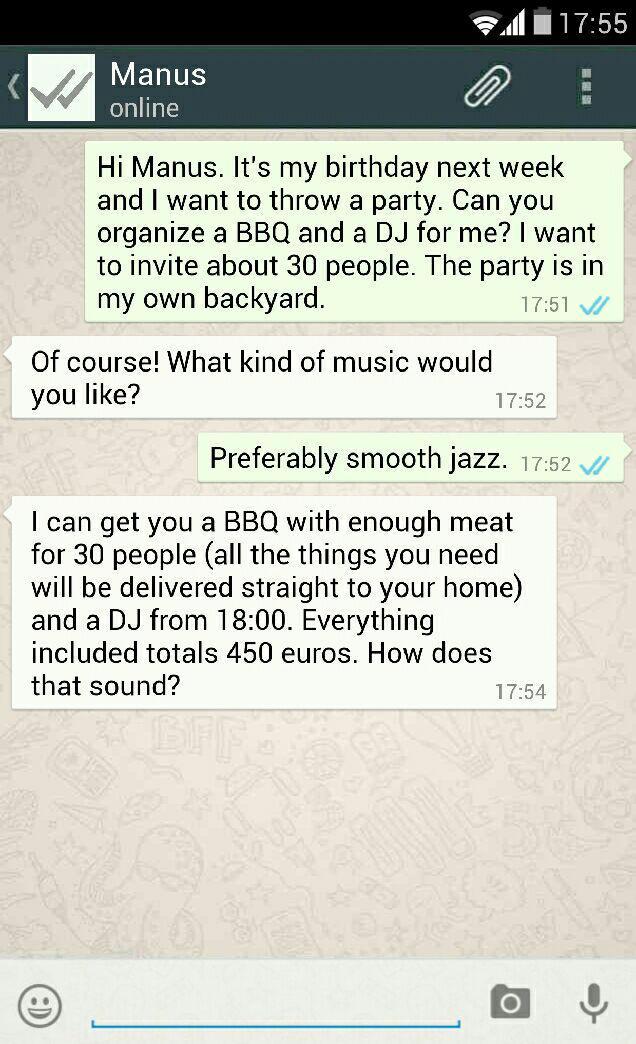 17:55
Manus
online
Hi Manus. It's my birthday next week
and I want to throw a party. Can you
organize a BBQ and a DJ for me? I want
to invite about 30 people. The party is in
my own backyard. 17:51
Of course! What kind of music would
you like? 17:52
Preferably smooth jazz. 17:52
I can get you a BBQ with enough meat
for 30 people (all the things you need
will be delivered straight to your home)
and a DJ from 18:00. Everything
included totals 450 euros. How does
that sound? 17:54
BFF